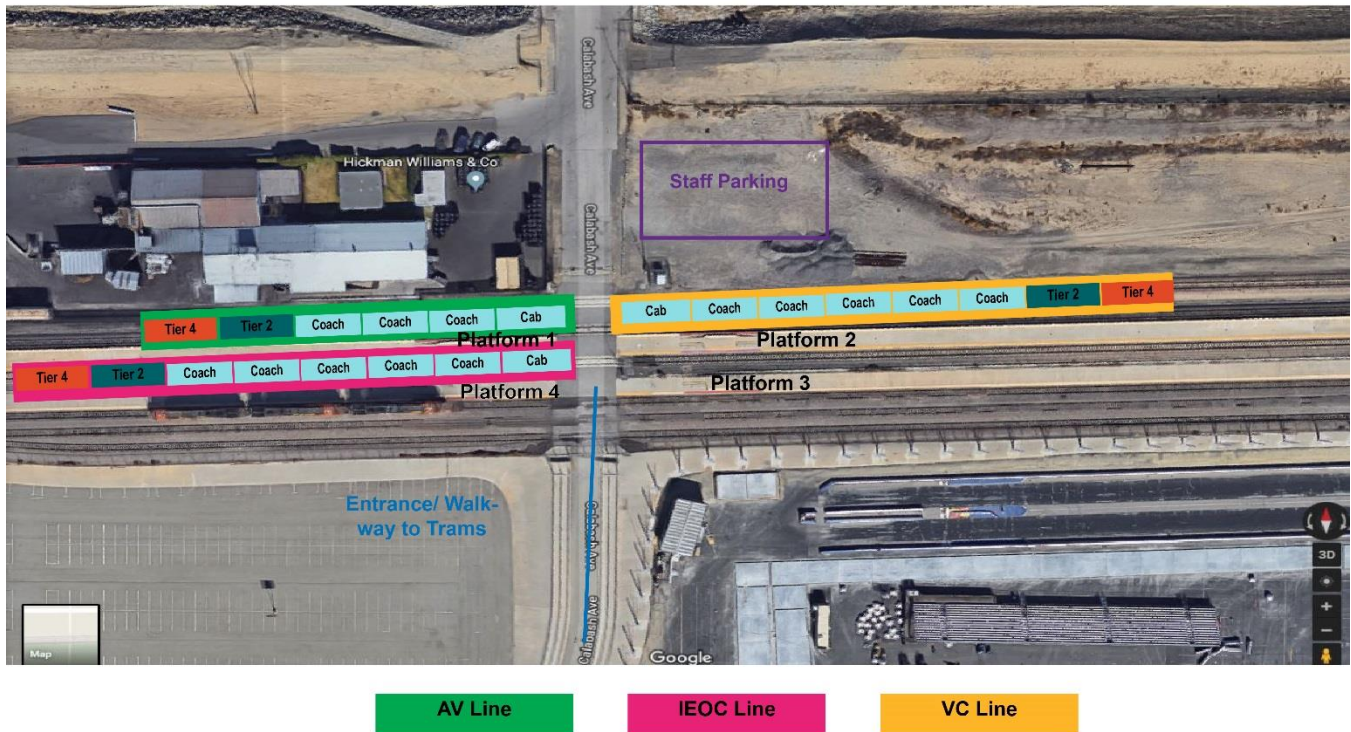 Calabash Ave
Hickman Williams & Co
Staff Parking
Calabash Ave
Calabash Ave
Cab
Coach
Coach
Coach
Coach
Coach
Tier 2
Tier 4
Tier 4
Tier 2
Coach
Coach
Coach
Cab
Platform 1
Platform 2
Tier 4
Tier 2
Coach
Coach
Coach
Coach
Coach
Cab
Platform 4
Platform 3
Entrance/ Walk-
way to Trams
Calabash Ave
3D
+
−
Calabash Ave
Map
Google
AV Line
IEOC Line
VC Line